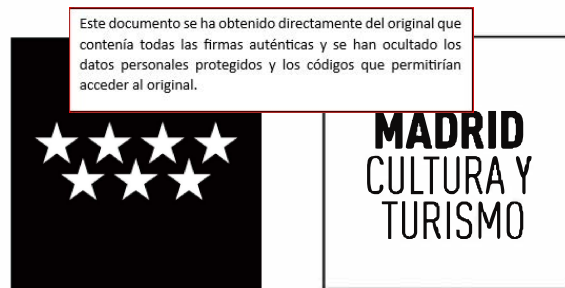 Este documento se ha obtenido directamente del original que
contenía todas las firmas auténticas y se han ocultado los
datos personales protegidos y los códigos que permitirían
acceder al original.
MADRID
CULTURA Y
TURISMO